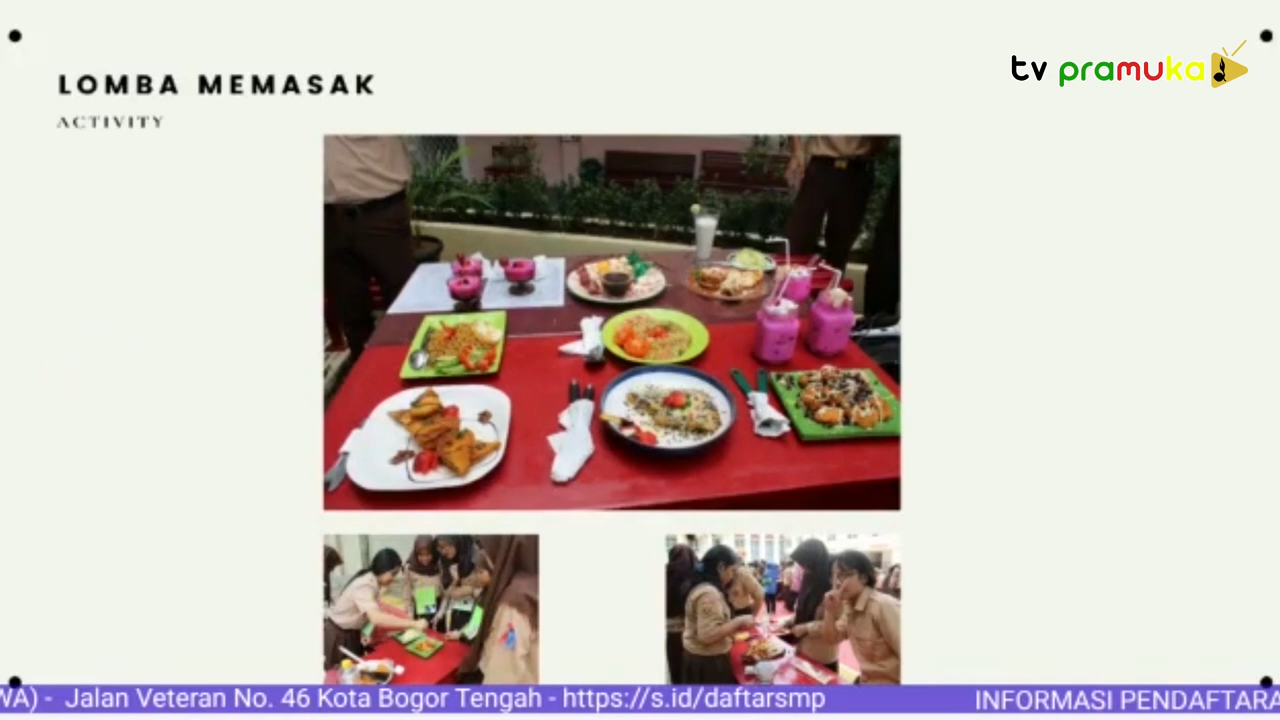 LOMBA MEMASAK
ACTIVITY
tv pramuka
WA) - Jalan Veteran No. 46 Kota Bogor Tengah - https://s.id/daftarsmp
INFORMASI PENDAFTARA